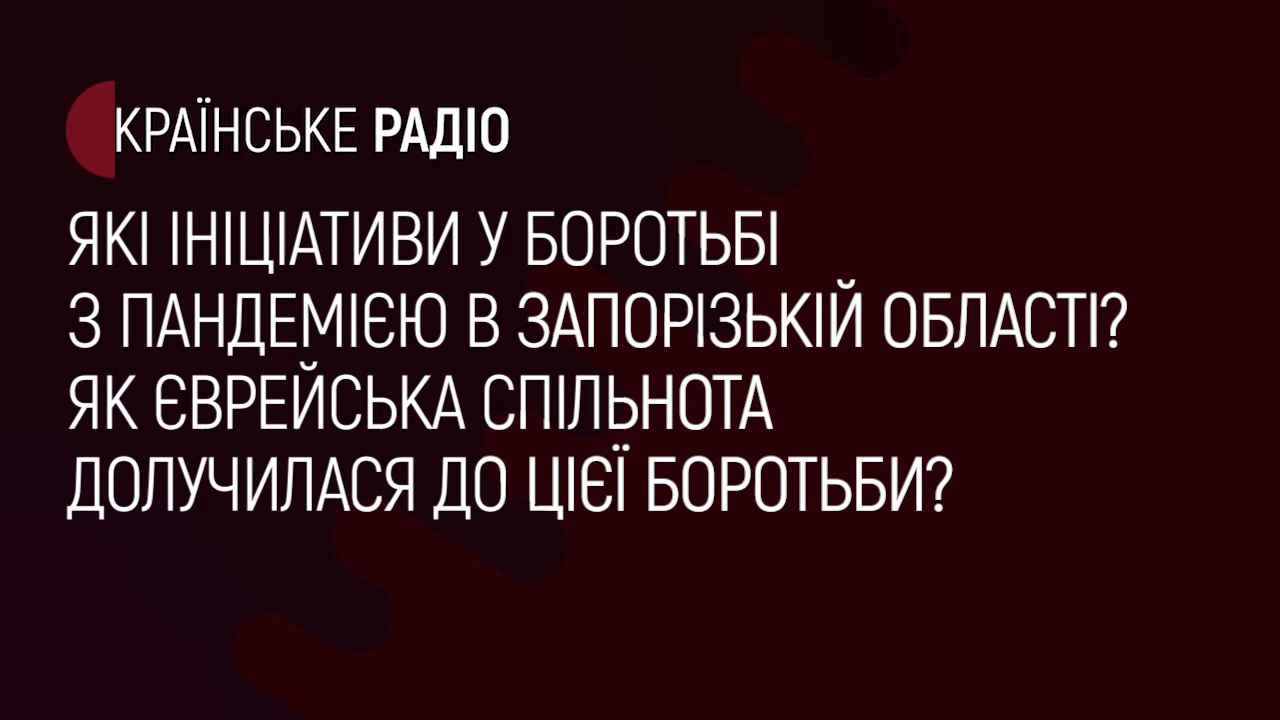 КРАЇНСЬКЕ РАДІО
ЯКІ ІНІЦІАТИВИ У БОРОТЬБІ
З ПАНДЕМІЄЮ В ЗАПОРІЗЬКІЙ ОБЛАСТІ?
ЯК ЄВРЕЙСЬКА СПІЛЬНОТА
ДОЛУЧИЛАСЯ ДО ЦІЄЇ БОРОТЬБИ?